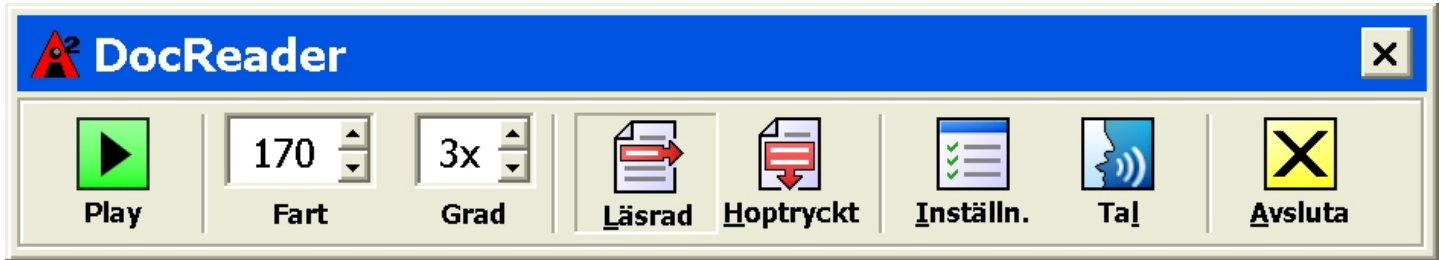 DocReader
170 3x
Play Fart Grad Läsrad Hoptryckt Inställn. Tal Avsluta